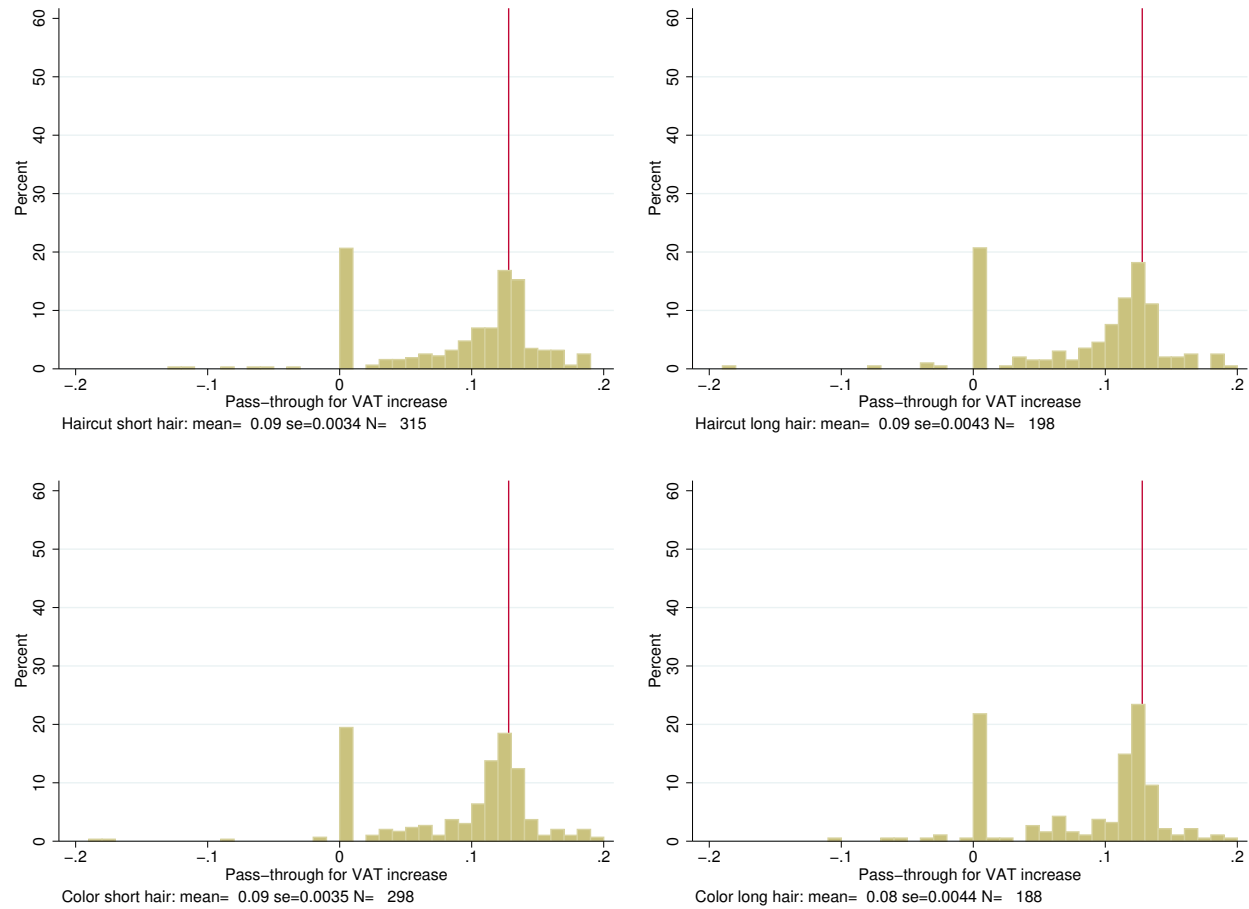 60
50
40
30
20
10
0
Percent
−.2 −.1 0 .1 .2
Pass−through for VAT increase
Haircut short hair: mean= 0.09 se=0.0034 N= 315
60
50
40
30
20
10
0
Percent
−.2 −.1 0 .1 .2
Pass−through for VAT increase
Haircut long hair: mean= 0.09 se=0.0043 N= 198
60
50
40
30
20
10
0
Percent
−.2 −.1 0 .1 .2
Pass−through for VAT increase
Color short hair: mean= 0.09 se=0.0035 N= 298
60
50
40
30
20
10
0
Percent
−.2 −.1 0 .1 .2
Pass−through for VAT increase
Color long hair: mean= 0.08 se=0.0044 N= 188